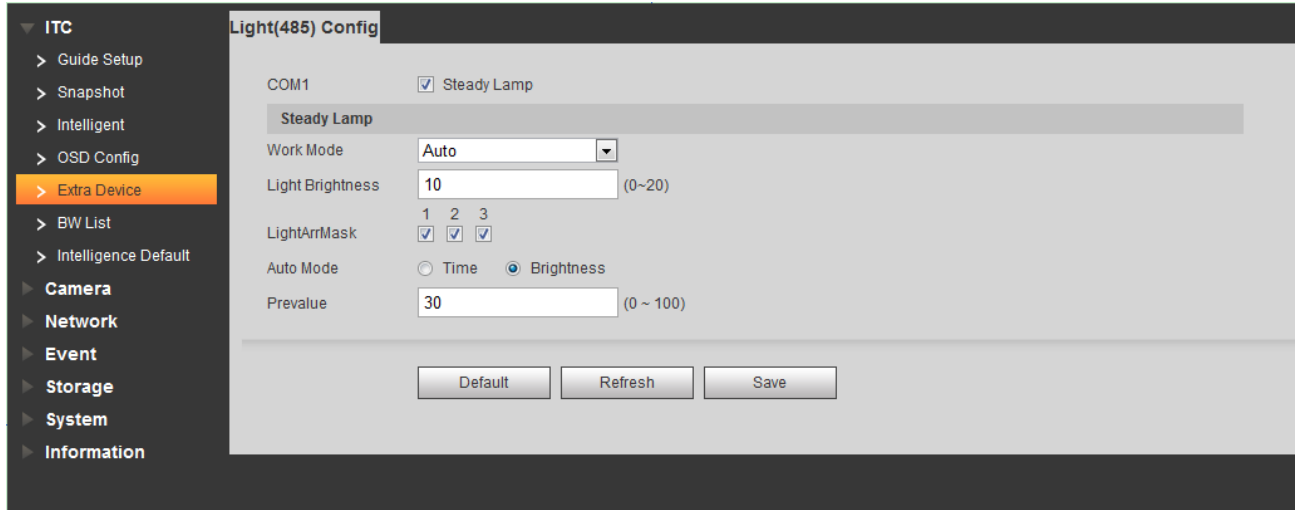 ITC
Guide Setup
Snapshot
Intelligent
OSD Config
Extra Device
BW List
Intelligence Default
Camera
Network
Event
Storage
System
Information
Light(485) Config
COM1 Steady Lamp
Steady Lamp
Work Mode Auto
Light Brightness 10 (0~20)
1 2 3
LightArrMask
Auto Mode Time Brightness
Prevalue 30 (0 ~ 100)
Default Refresh Save